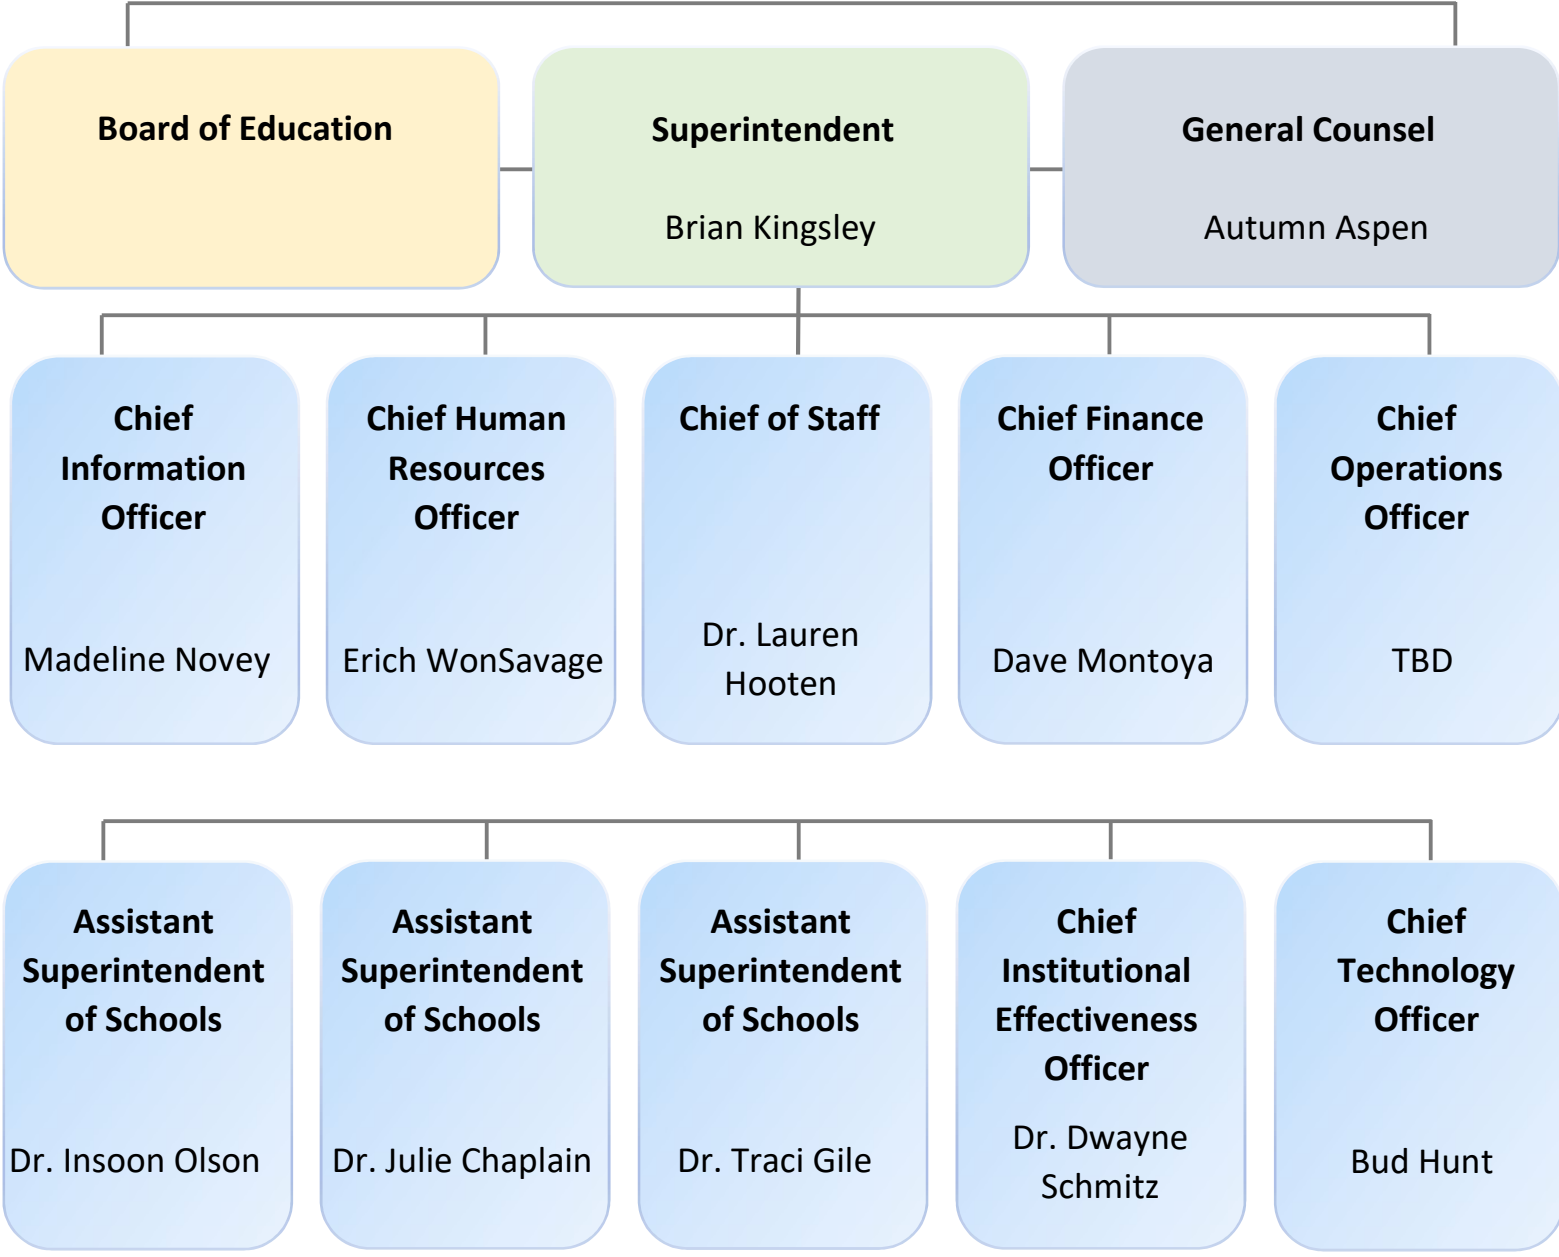 Board of Education
Superintendent
Brian Kingsley
General Counsel
Autumn Aspen
Chief
Information
Officer
Madeline Novey
Chief Human
Resources
Officer
Erich WonSavage
Chief of Staff
Dr. Lauren
Hooten
Chief Finance
Officer
Dave Montoya
Chief
Operations
Officer
TBD
Assistant
Superintendent
of Schools
Dr. Insoon Olson
Assistant
Superintendent
of Schools
Dr. Julie Chaplain
Assistant
Superintendent
of Schools
Dr. Traci Gile
Chief
Institutional
Effectiveness
Officer
Dr. Dwayne
Schmitz
Chief
Technology
Officer
Bud Hunt